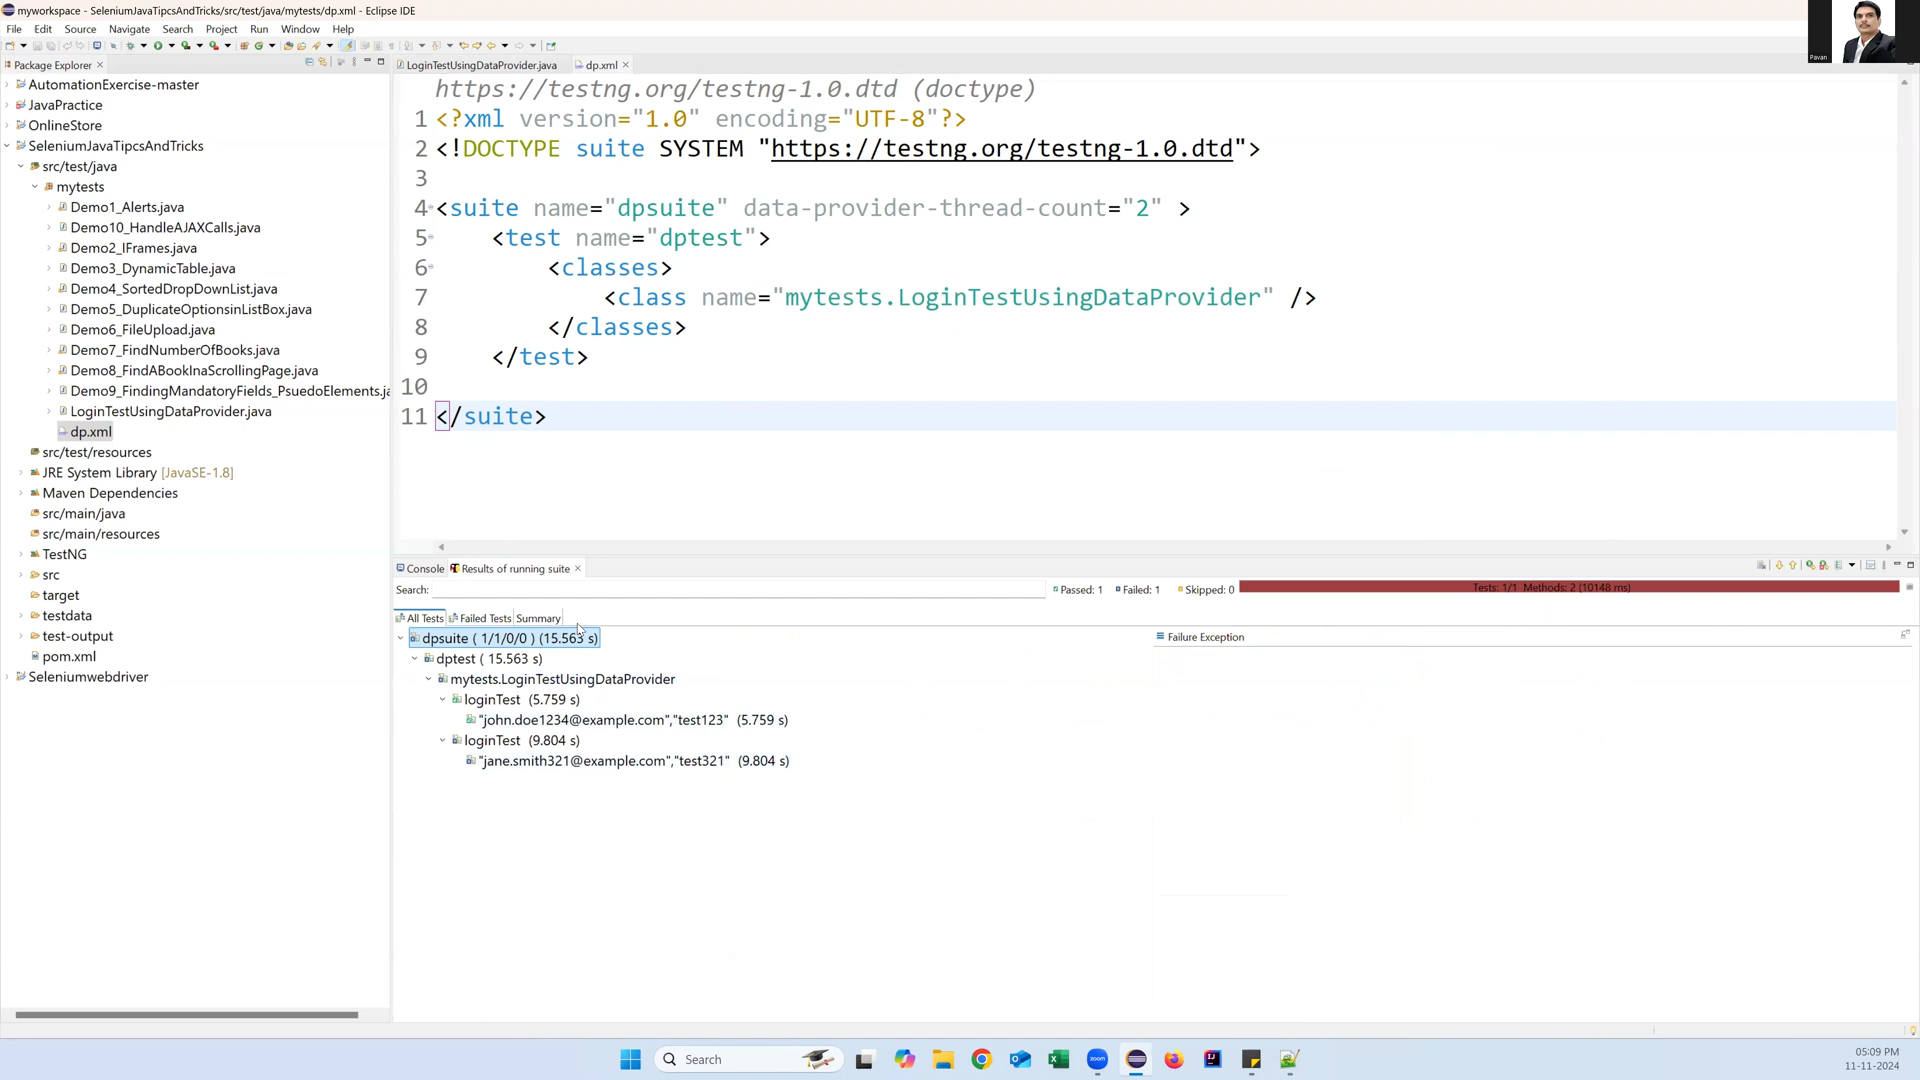 myworkspace - SeleniumJavaTipcsAndTricks/src/test/java/mytests/dp.xml - Eclipse IDE
File Edit Source Navigate Search Project Run Window Help
Pavan
Package Explorer
AutomationExercise-master
JavaPractice
OnlineStore
SeleniumJavaTipcsAndTricks
src/test/java
mytests
Demo1_Alerts.java
Demo10_HandleAJAXCalls.java
Demo2_IFrames.java
Demo3_DynamicTable.java
Demo4_SortedDropDownList.java
Demo5_DuplicateOptionsinListBox.java
Demo6_FileUpload.java
Demo7_FindNumberOfBooks.java
Demo8_FindABookInaScrollingPage.java
Demo9_FindingMandatoryFields_PsuedoElements.ja
LoginTestUsingDataProvider.java
dp.xml
src/test/resources
JRE System Library [JavaSE-1.8]
Maven Dependencies
src/main/java
src/main/resources
TestNG
src
target
testdata
test-output
pom.xml
Seleniumwebdriver
LoginTestUsingDataProvider.java dp.xml
https://testng.org/testng-1.0.dtd (doctype)
1 <?xml version="1.0" encoding="UTF-8"?>
2 <!DOCTYPE suite SYSTEM "https://testng.org/testng-1.0.dtd">
3
4 <suite name="dpsuite" data-provider-thread-count="2" >
5 <test name="dptest">
6 <classes>
7 <class name="mytests.LoginTestUsingDataProvider" />
8 </classes>
9 </test>
10
11 </suite>
Console Results of running suite
Search: Passed: 1 Failed: 1 Skipped: 0 Tests: 1/1 Methods: 2 (10148 ms)
All Tests Failed Tests Summary
dpsuite ( 1/1/0/0 ) (15.563 s)
dptest ( 15.563 s)
mytests.LoginTestUsingDataProvider
loginTest (5.759 s)
"john.doe1234@example.com","test123" (5.759 s)
loginTest (9.804 s)
"jane.smith321@example.com","test321" (9.804 s)
Failure Exception
Search
zoom
05:09 PM
11-11-2024